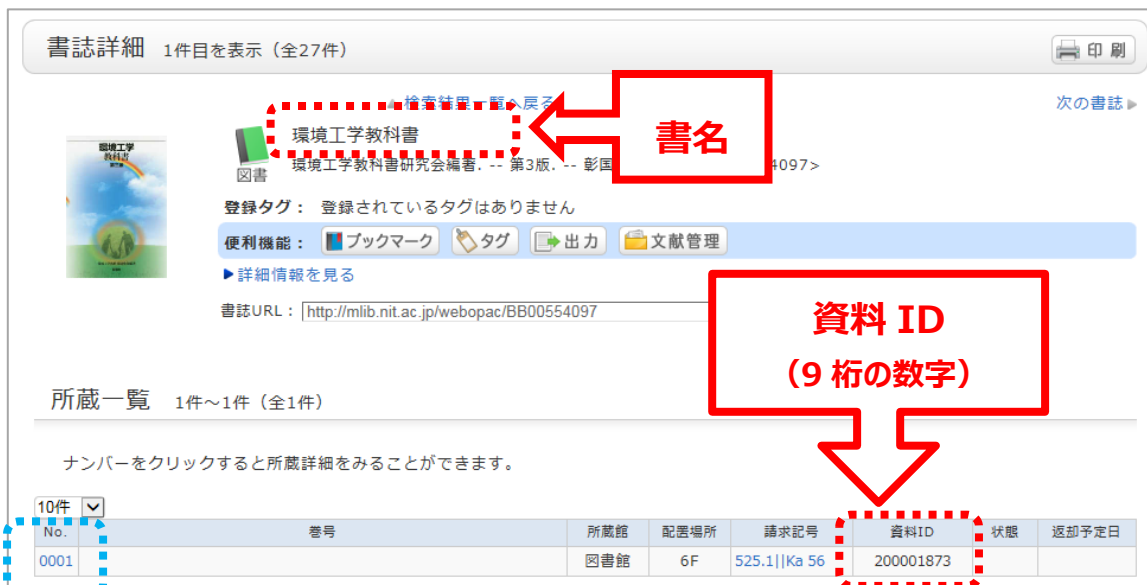 書誌詳細 1件目を表示（全27件）
印刷
検索結果一覧へ戻る
次の書誌
書名
環境工学
教科書
図書
環境工学教科書
環境工学教科書研究会編著. -- 第3版. -- 彰国 4097>
登録タグ： 登録されているタグはありません
便利機能： ブックマーク タグ 出力 文献管理
詳細情報を見る
書誌URL： http://mlib.nit.ac.jp/webopac/BB00554097
資料 ID
（9 桁の数字）
所蔵一覧 1件～1件（全1件）
ナンバーをクリックすると所蔵詳細をみることができます。
10件
No. 巻号 所蔵館 配置場所 請求記号 資料ID 状態 返却予定日
0001 図書館 6F 525.1||Ka 56 200001873